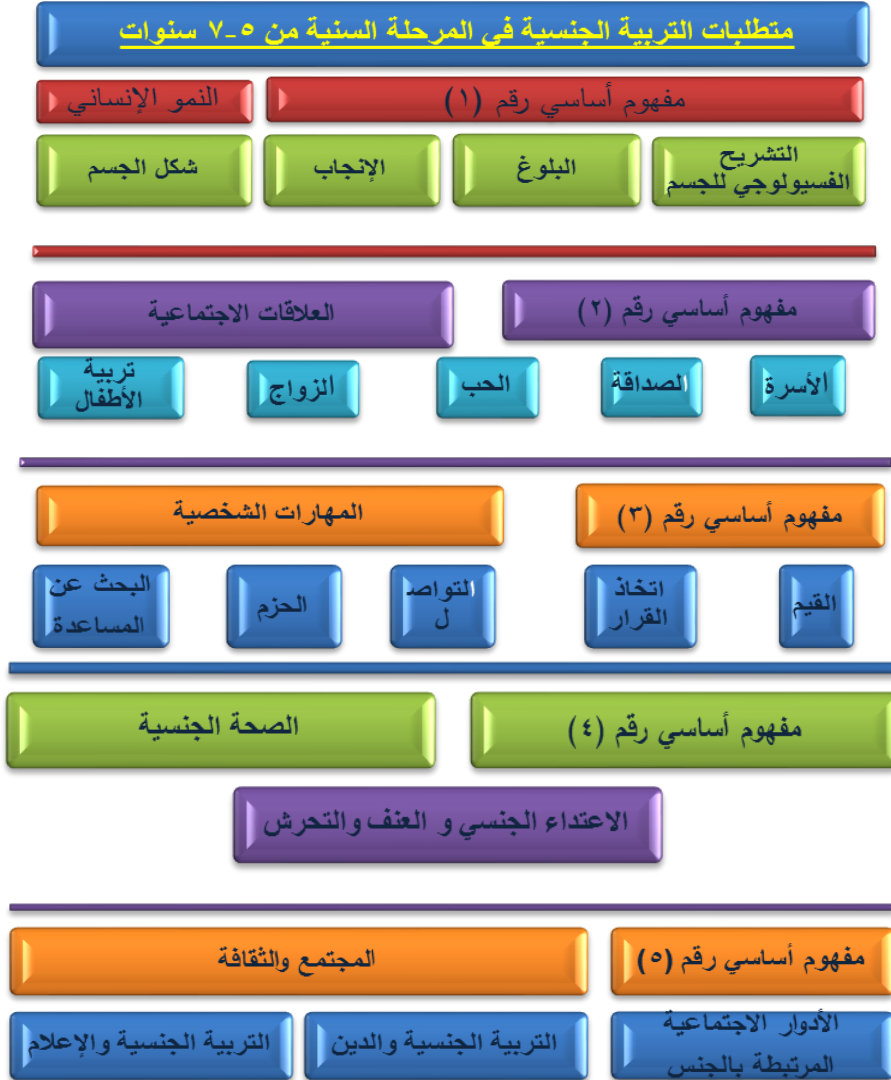 متطلبات التربية الجنسية في المرحلة السنية من ٥-٧ سنوات
مفهوم أساسي رقم (١)
النمو الإنساني
التشريح
الفسيولوجي للجسم
البلوغ
الإنجاب
شكل الجسم
مفهوم أساسي رقم (٢)
العلاقات الاجتماعية
الأسرة
الصداقة
الحب
الزواج
تربية
الأطفال
مفهوم أساسي رقم (٣)
المهارات الشخصية
القيم
اتخاذ
القرار
التواص
ل
الحزم
البحث عن
المساعدة
مفهوم أساسي رقم (٤)
الصحة الجنسية
الاعتداء الجنسي و العنف والتحرش
مفهوم أساسي رقم (٥)
المجتمع والثقافة
الأدوار الاجتماعية
المرتبطة بالجنس
التربية الجنسية والدين
التربية الجنسية والإعلام